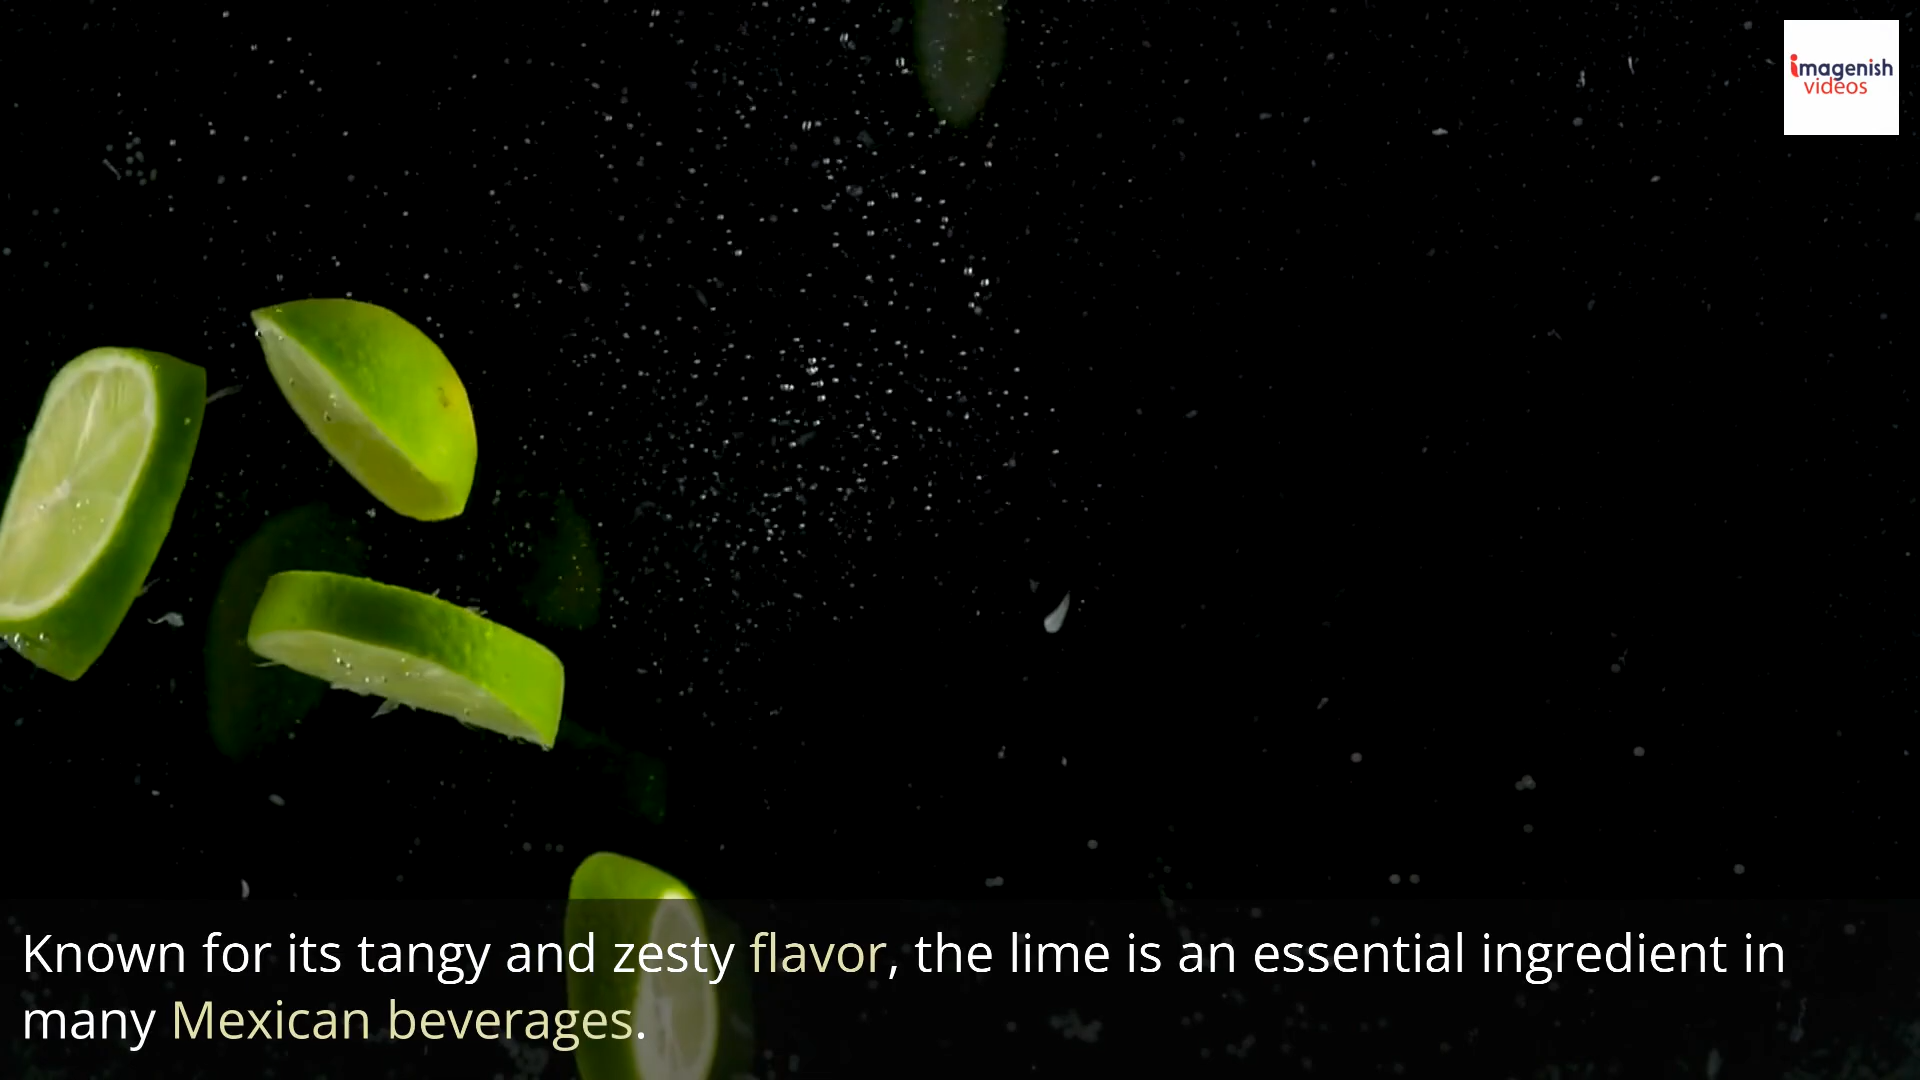 imagenish
videos
Known for its tangy and zesty flavor, the lime is an essential ingredient in
many Mexican beverages.